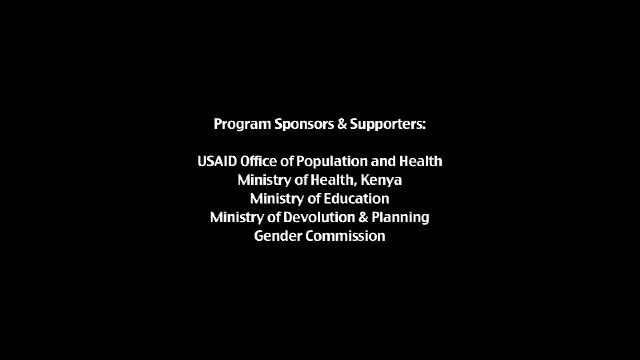 Program Sponsors & Supporters:
USAID Office of Population and Health
Ministry of Health, Kenya
Ministry of Education
Ministry of Devolution & Planning
Gender Commission